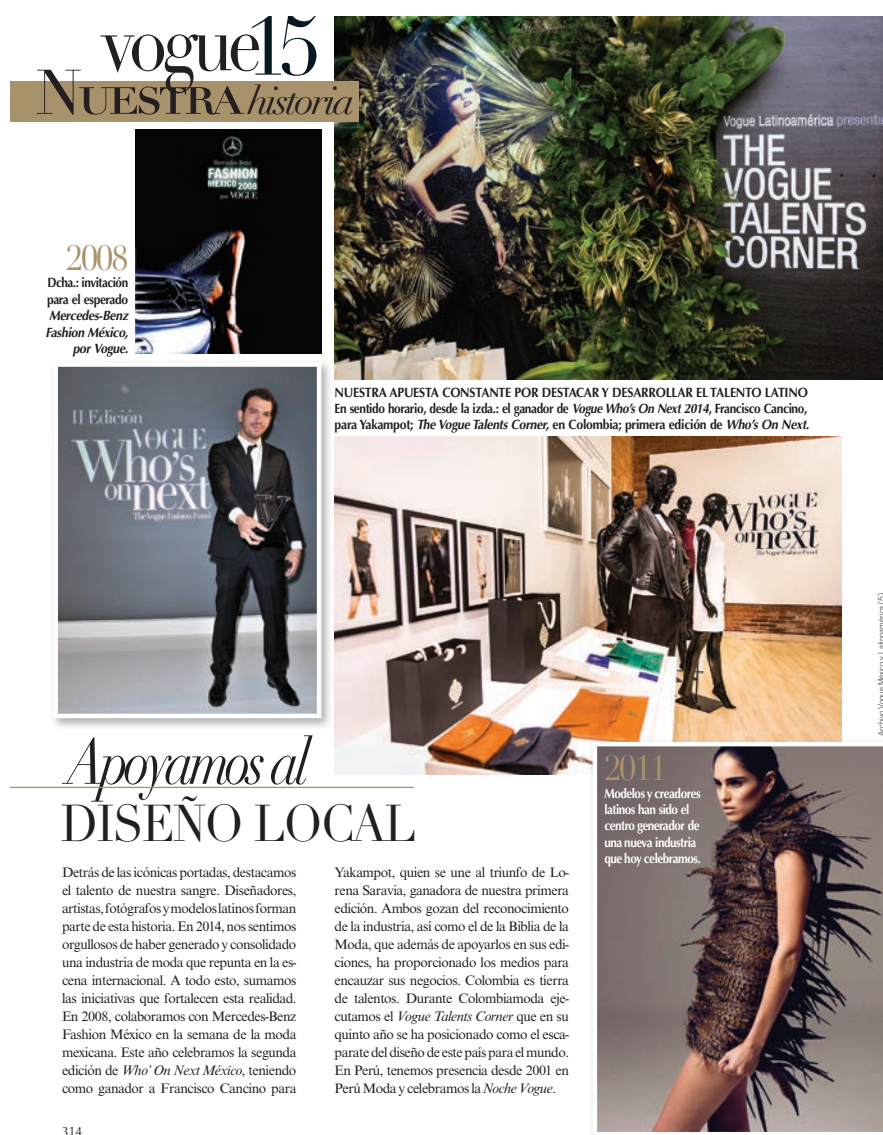 vogue15
NUESTRA historia
Mercedes-Benz
FASHION
MÉXICO 2008
por VOGUE
Vogue Latinoamérica presenta
THE
VOGUE
TALENTS
CORNER
2008
Dcha.: invitación
para el esperado
Mercedes-Benz
Fashion México,
por Vogue.
NUESTRA APUESTA CONSTANTE POR DESTACAR Y DESARROLLAR EL TALENTO LATINO
En sentido horario, desde la izda.: el ganador de Vogue Who's On Next 2014, Francisco Cancino,
para Yakampot; The Vogue Talents Corner, en Colombia; primera edición de Who's On Next.
II Edición
VOGUE
Who's
on next
The Vogue Fashion Fund
VOGUE
Who's
on next
The Vogue Fashion Fund
Archivo Vogue México y Latinoamérica (5)
2011
Modelos y creadores
latinos han sido el
centro generador de
una nueva industria
que hoy celebramos.
Apoyamos al
DISEÑO LOCAL
Detrás de las icónicas portadas, destacamos
el talento de nuestra sangre. Diseñadores,
artistas, fotógrafos y modelos latinos forman
parte de esta historia. En 2014, nos sentimos
orgullosos de haber generado y consolidado
una industria de moda que repunta en la es-
cena internacional. A todo esto, sumamos
las iniciativas que fortalecen esta realidad.
En 2008, colaboramos con Mercedes-Benz
Fashion México en la semana de la moda
mexicana. Este año celebramos la segunda
edición de Who' On Next México, teniendo
como ganador a Francisco Cancino para
Yakampot, quien se une al triunfo de Lo-
rena Saravia, ganadora de nuestra primera
edición. Ambos gozan del reconocimiento
de la industria, así como el de la Biblia de la
Moda, que además de apoyarlos en sus edi-
ciones, ha proporcionado los medios para
encauzar sus negocios. Colombia es tierra
de talentos. Durante Colombiamoda eje-
cutamos el Vogue Talents Corner que en su
quinto año se ha posicionado como el esca-
parate del diseño de este país para el mundo.
En Perú, tenemos presencia desde 2001 en
Perú Moda y celebramos la Noche Vogue.
314